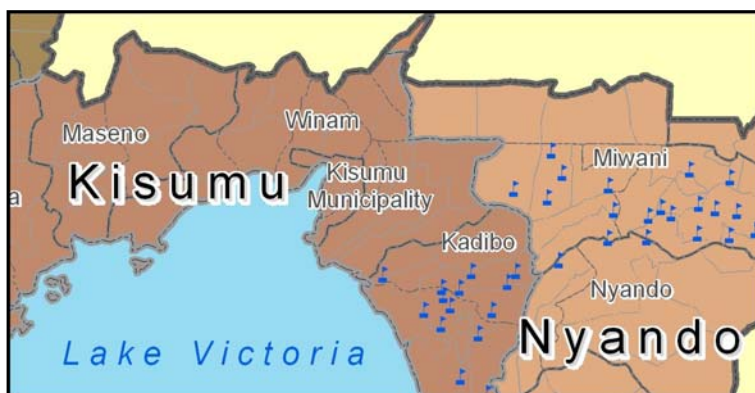 Maseno
Winam
Miwani
Kisumu
Kisumu
Municipality
a
Kadibo
Nyando
Nyando
Lake Victoria